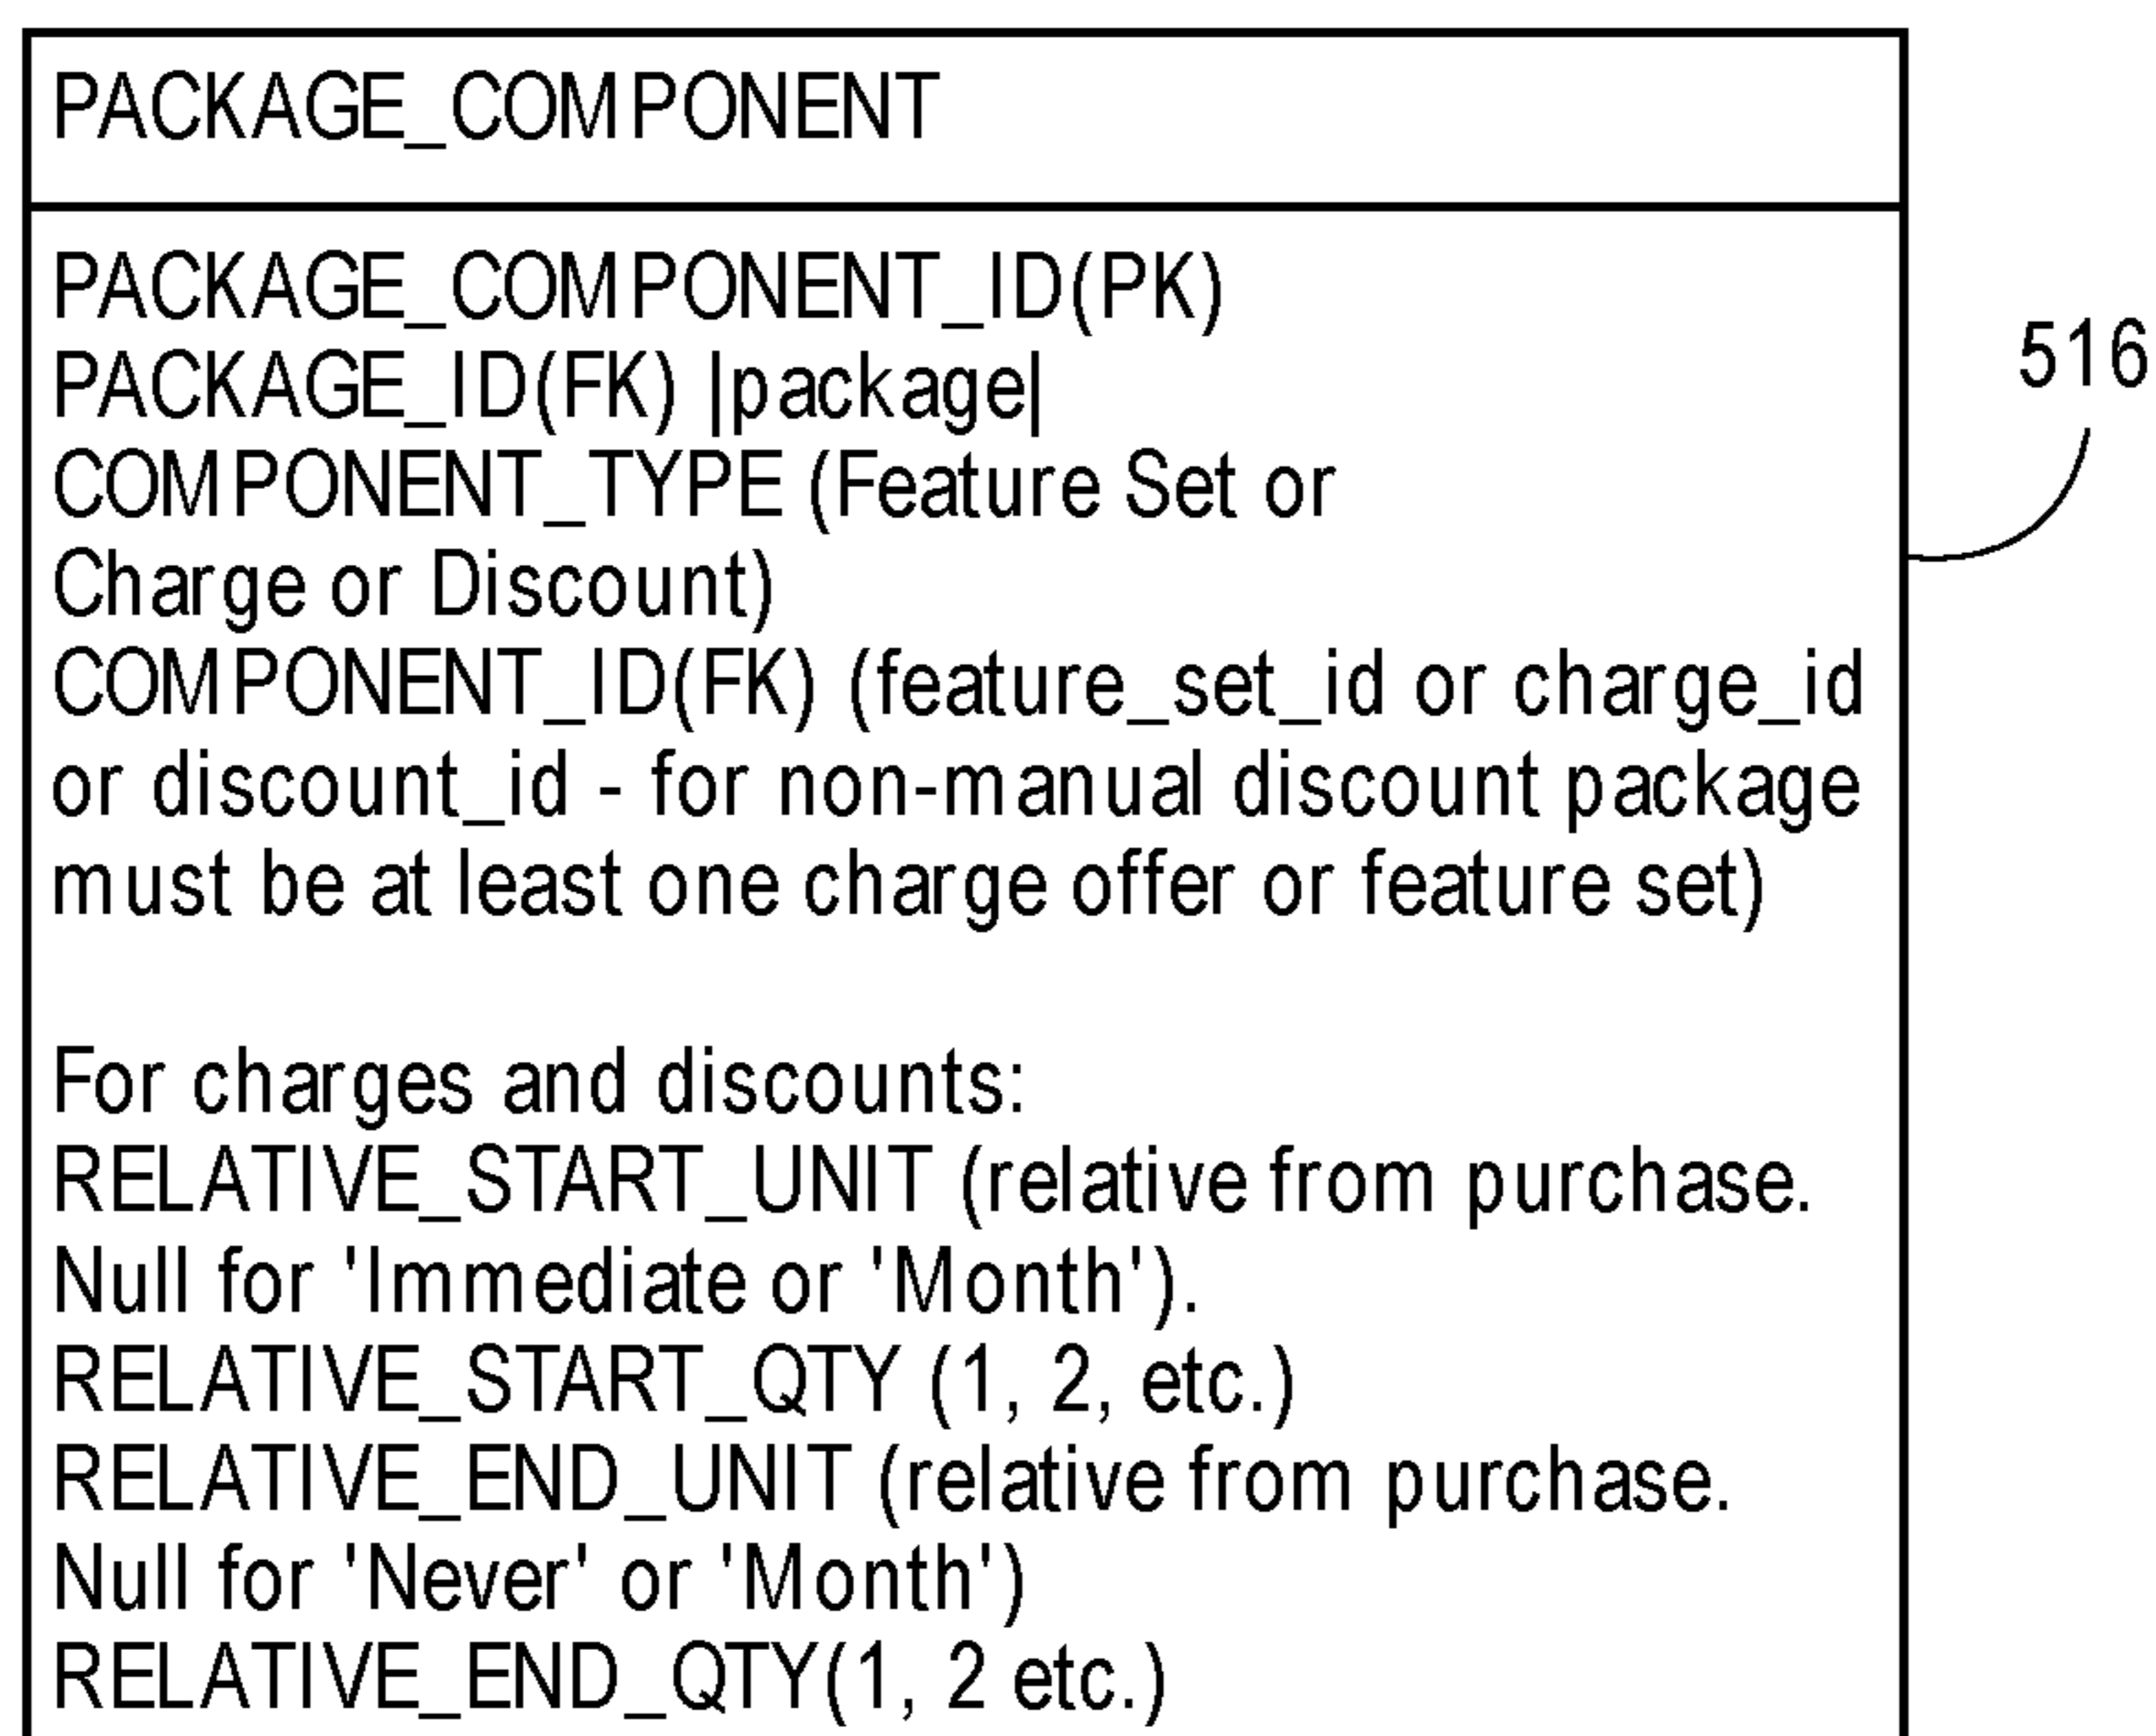 PACKAGE_COMPONENT
PACKAGE_COMPONENT_ID(PK)
PACKAGE_ID(FK) |package|
COMPONENT_TYPE (Feature Set or
Charge or Discount)
COMPONENT_ID(FK) (feature_set_id or charge_id
or discount_id - for non-manual discount package
must be at least one charge offer or feature set)
For charges and discounts:
RELATIVE_START_UNIT (relative from purchase.
Null for 'Immediate or 'Month').
RELATIVE_START_QTY (1, 2, etc.)
RELATIVE_END_UNIT (relative from purchase.
Null for 'Never' or 'Month')
RELATIVE_END_QTY(1, 2 etc.)
516